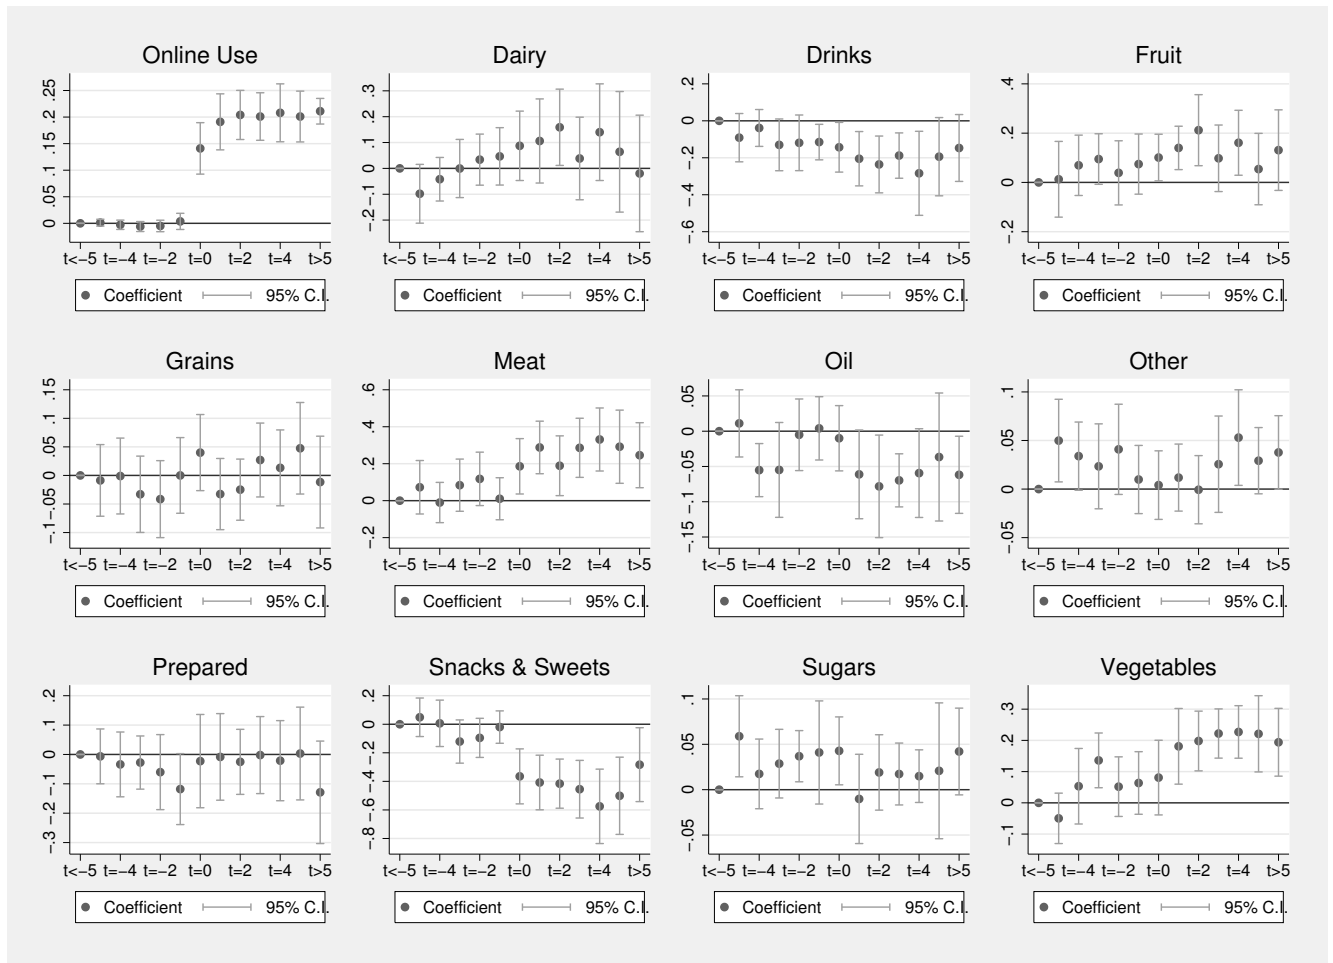 Online Use
0 .05 .1 .15 .2 .25
t<−5 t=−4 t=−2 t=0 t=2 t=4 t>5
Coefficient 95% C.I.
Dairy
−.2 −.1 0 .1 .2 .3
t<−5 t=−4 t=−2 t=0 t=2 t=4 t>5
Coefficient 95% C.I.
Drinks
−.6 −.4 −.2 0 .2
t<−5 t=−4 t=−2 t=0 t=2 t=4 t>5
Coefficient 95% C.I.
Fruit
−.2 0 .2 .4
t<−5 t=−4 t=−2 t=0 t=2 t=4 t>5
Coefficient 95% C.I.
Grains
−.1 −.05 0 .05 .1 .15
t<−5 t=−4 t=−2 t=0 t=2 t=4 t>5
Coefficient 95% C.I.
Meat
−.2 0 .2 .4 .6
t<−5 t=−4 t=−2 t=0 t=2 t=4 t>5
Coefficient 95% C.I.
Oil
−.15 −.1 −.05 0 .05
t<−5 t=−4 t=−2 t=0 t=2 t=4 t>5
Coefficient 95% C.I.
Other
−.05 0 .05 .1
t<−5 t=−4 t=−2 t=0 t=2 t=4 t>5
Coefficient 95% C.I.
Prepared
−.3 −.2 −.1 0 .1 .2
t<−5 t=−4 t=−2 t=0 t=2 t=4 t>5
Coefficient 95% C.I.
Snacks & Sweets
−.8 −.6 −.4 −.2 0 .2
t<−5 t=−4 t=−2 t=0 t=2 t=4 t>5
Coefficient 95% C.I.
Sugars
−.05 0 .05 .1
t<−5 t=−4 t=−2 t=0 t=2 t=4 t>5
Coefficient 95% C.I.
Vegetables
−.1 0 .1 .2 .3
t<−5 t=−4 t=−2 t=0 t=2 t=4 t>5
Coefficient 95% C.I.